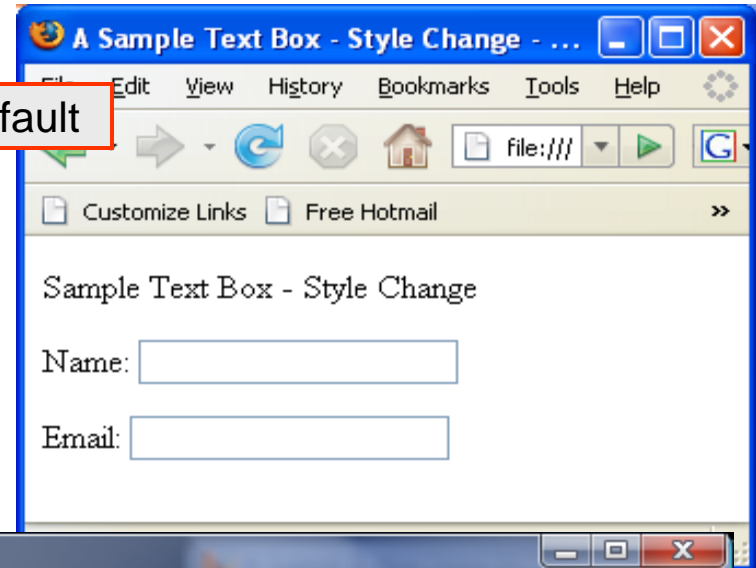 A Sample Text Box - Style Change - ...
Edit View History Bookmarks Tools Help
fault
file:///
G
Customize Links Free Hotmail »
Sample Text Box - Style Change
Name:
Email: